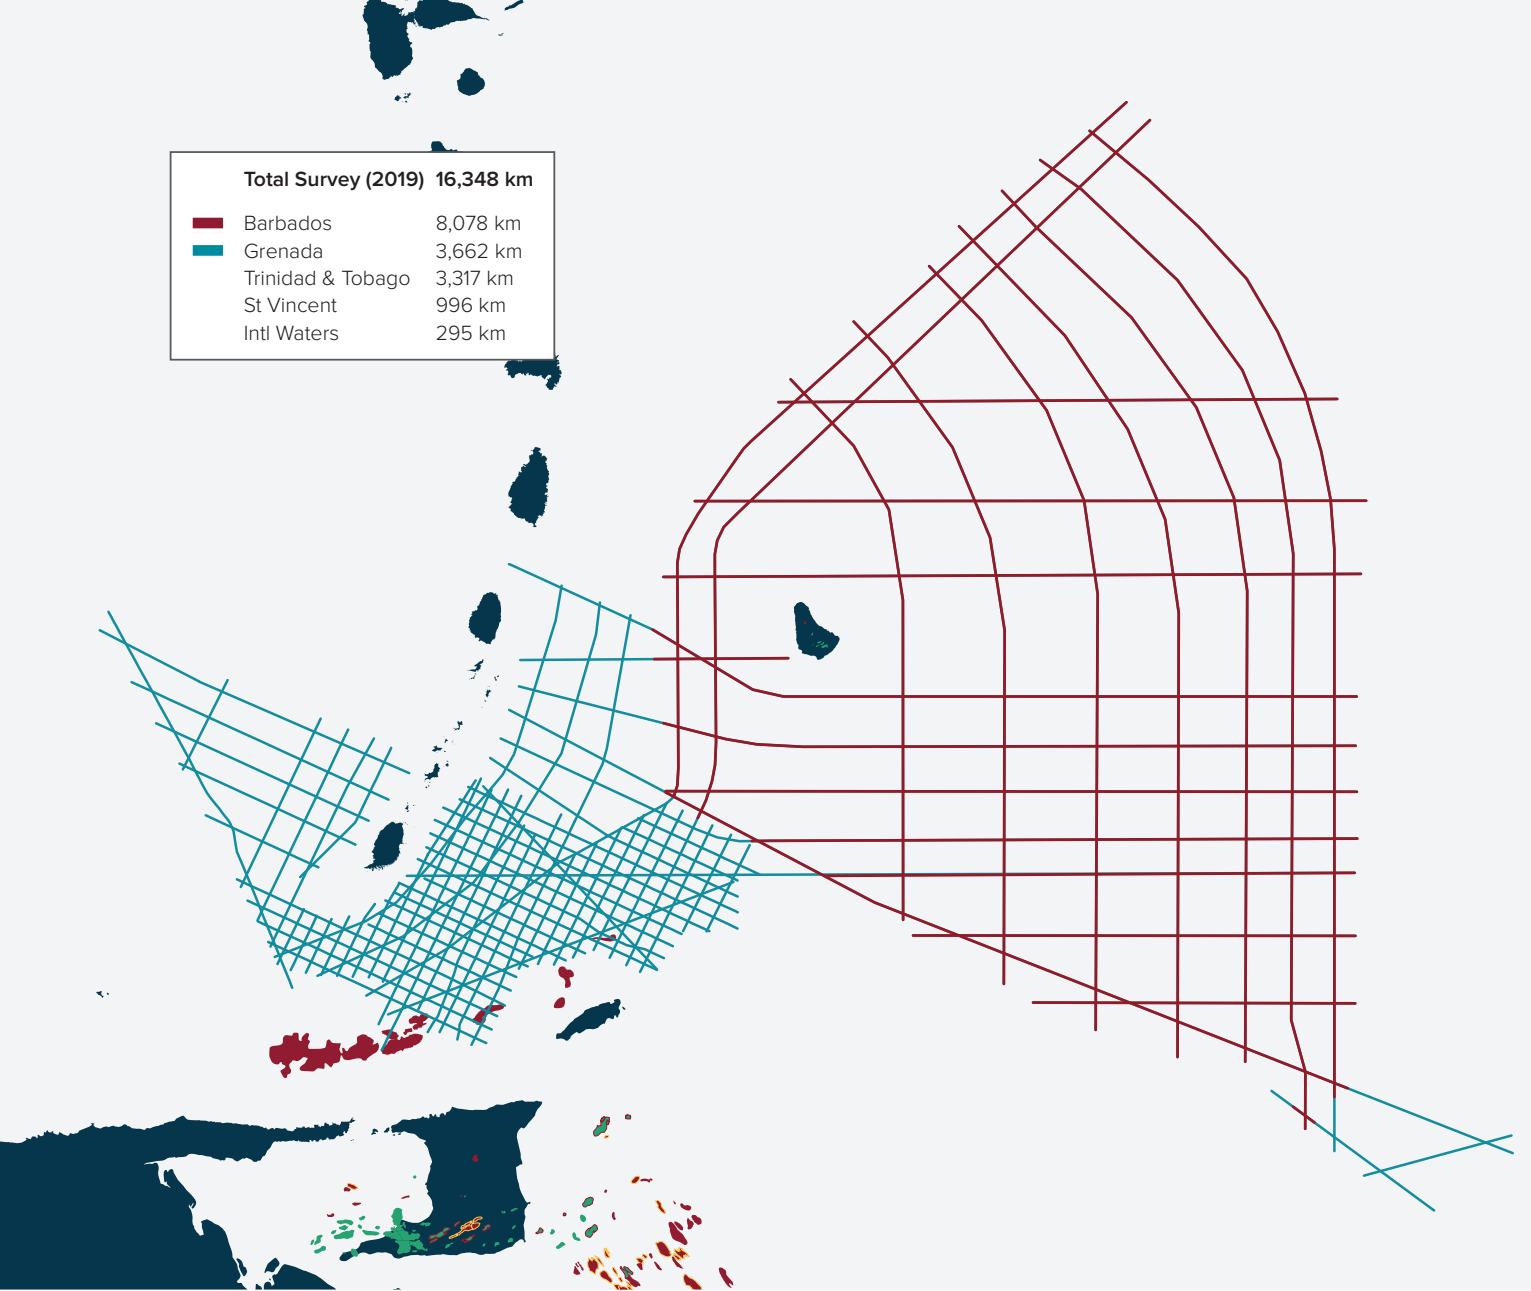 Total Survey (2019) 16,348 km
Barbados 8,078 km
Grenada 3,662 km
Trinidad & Tobago 3,317 km
St Vincent 996 km
Intl Waters 295 km